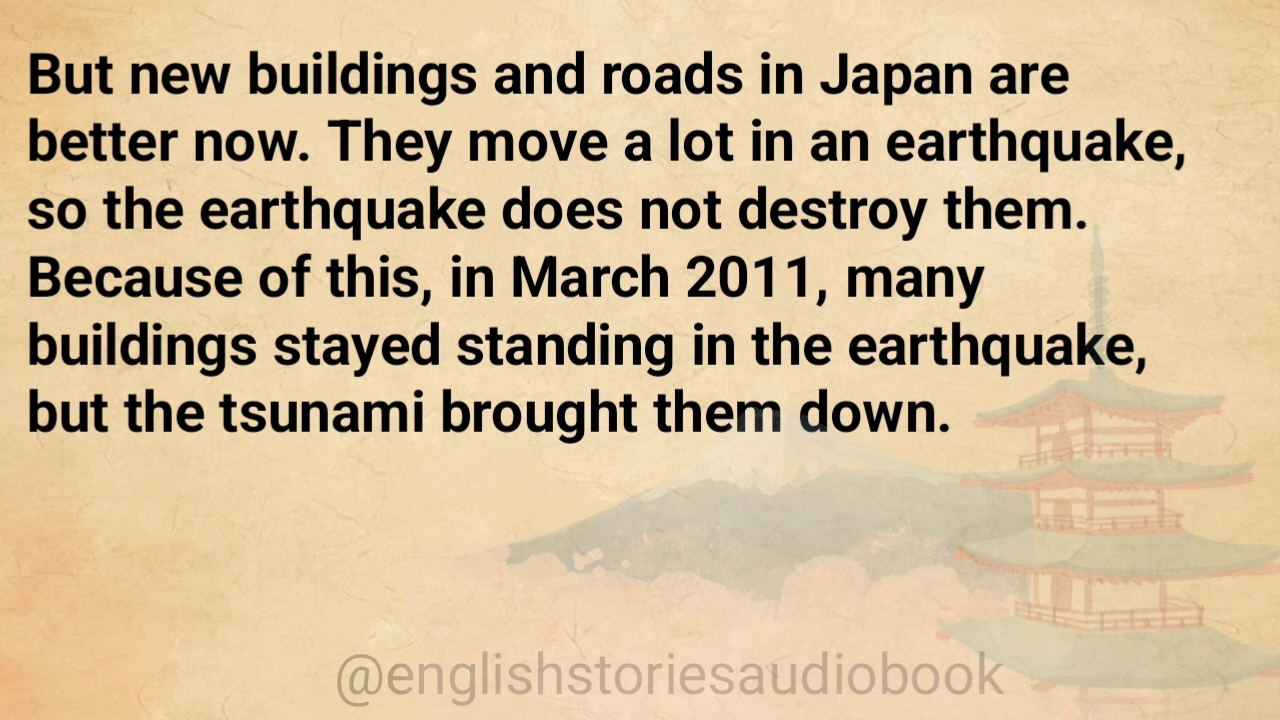 But new buildings and roads in Japan are
better now. They move a lot in an earthquake,
so the earthquake does not destroy them.
Because of this, in March 2011, many
buildings stayed standing in the earthquake,
but the tsunami brought them down.
@englishstoriesaudiobook